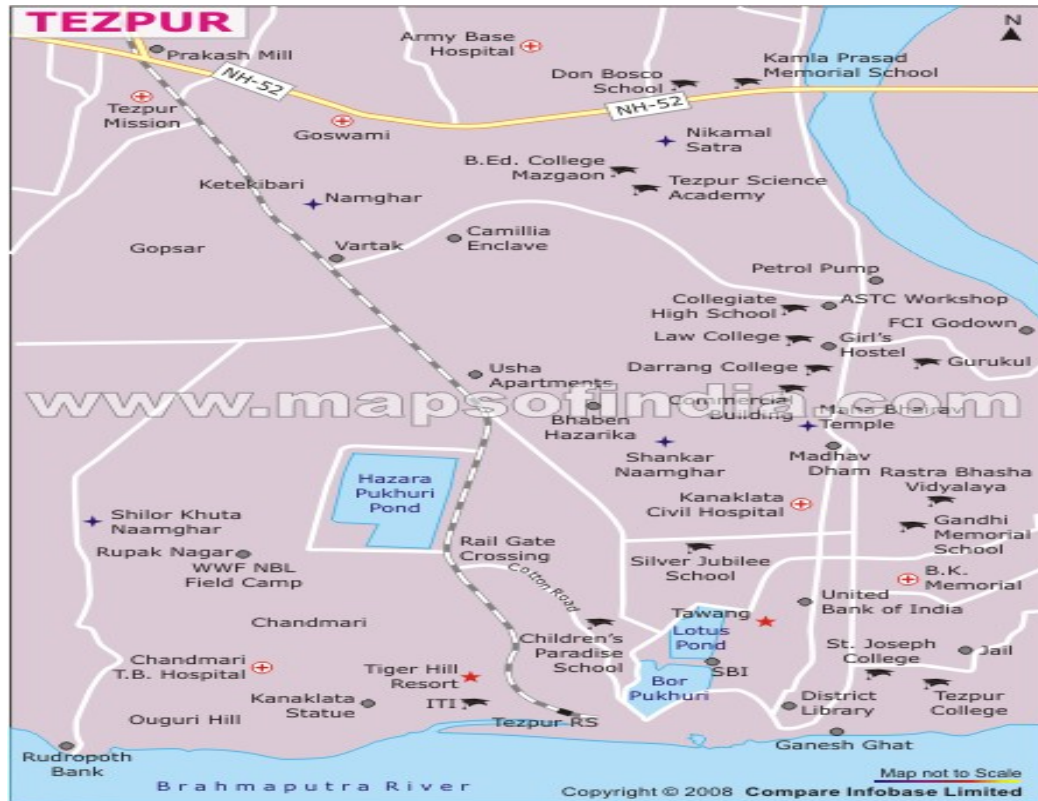 TEZPUR
N
Prakash Mill
Army Base
Hospital
Kamla Prasad
Memorial School
Don Bosco
School
NH-52
NH-52
Tezpur
Mission
Goswami
Nikamal
Satra
B.Ed. College
Mazgaon
Tezpur Science
Academy
Ketekibari
Namghar
Gopsar
Vartak
Camillia
Enclave
Petrol Pump
Collegiate
High School
ASTC Workshop
FCI Godown
Law College
Girl's
Hostel
Gurukul
Darrang College
Usha
Apartments
www.mapsofindia.com
Commercial
Building
Maha Bhairav
Temple
Bhaben
Hazarika
Shankar
Naamghar
Madhav
Dham
Rastra Bhasha
Vidyalaya
Hazara
Pukhuri
Pond
Kanaklata
Civil Hospital
Gandhi
Memorial
School
Shilor Khuta
Naamghar
Rupak Nagar
WWF NBL
Field Camp
Rail Gate
Crossing
Cotton Road
Silver Jubilee
School
B.K.
Memorial
United
Bank of India
Tawang
Lotus
Pond
Chandmari
Children's
Paradise
School
St. Joseph
College
Jail
Chandmari
T.B. Hospital
Tiger Hill
Resort
SBI
Bor
Pukhuri
Kanaklata
Statue
ITI
District
Library
Tezpur
College
Ouguri Hill
Tezpur RS
Ganesh Ghat
Rudropoth
Bank
Brahmaputra River
Map not to Scale
Copyright © 2008 Compare Infobase Limited